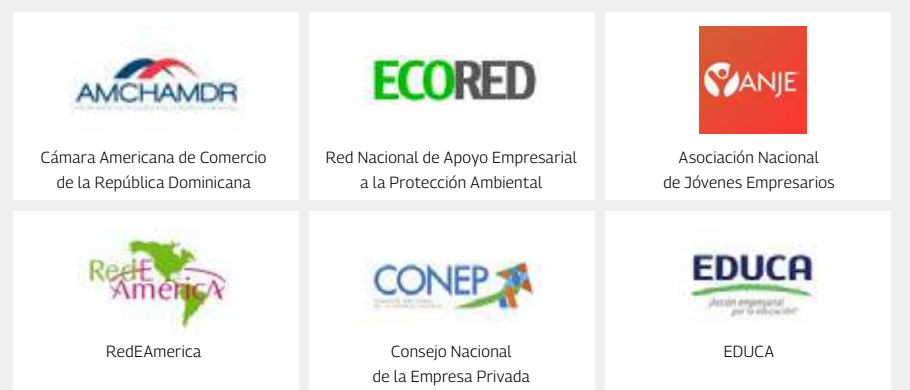 AMCHAMDR
ECORED
ANJE
Cámara Americana de Comercio
de la República Dominicana
Red Nacional de Apoyo Empresarial
a la Protección Ambiental
Asociación Nacional
de Jóvenes Empresarios
RedE
América
CONEP
EDUCA
¡Acción empresarial
por la educación!
RedEAmerica
Consejo Nacional
de la Empresa Privada
EDUCA